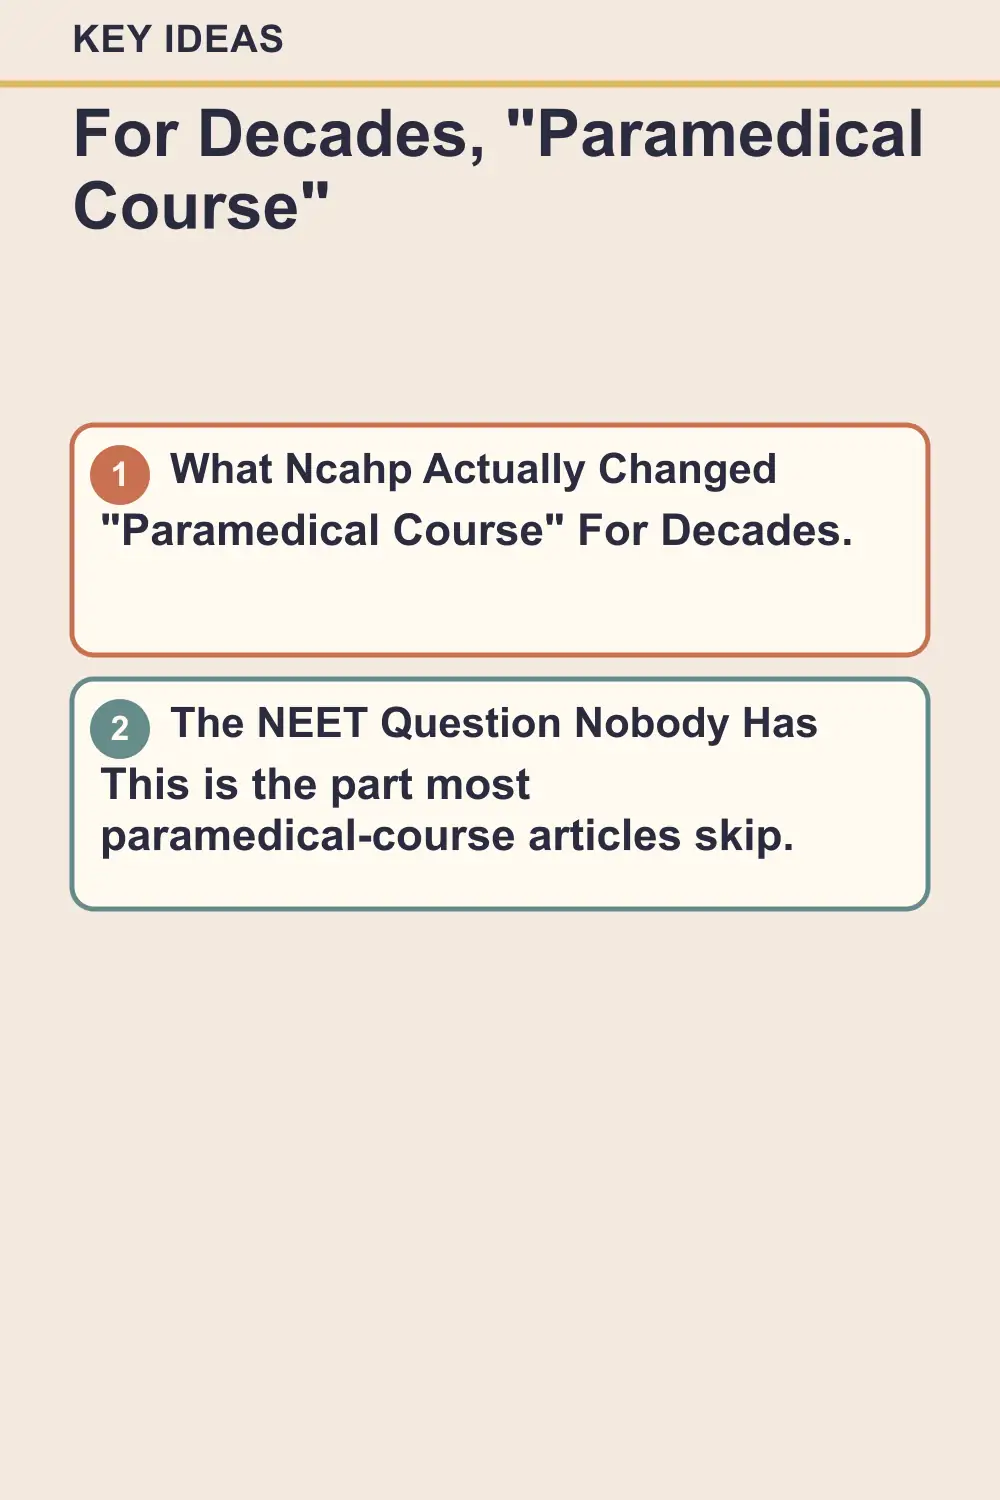 KEY IDEAS
For Decades, "Paramedical
Course"
1 What Ncahp Actually Changed
"Paramedical Course" For Decades.
2 The NEET Question Nobody Has
This is the part most
paramedical-course articles skip.